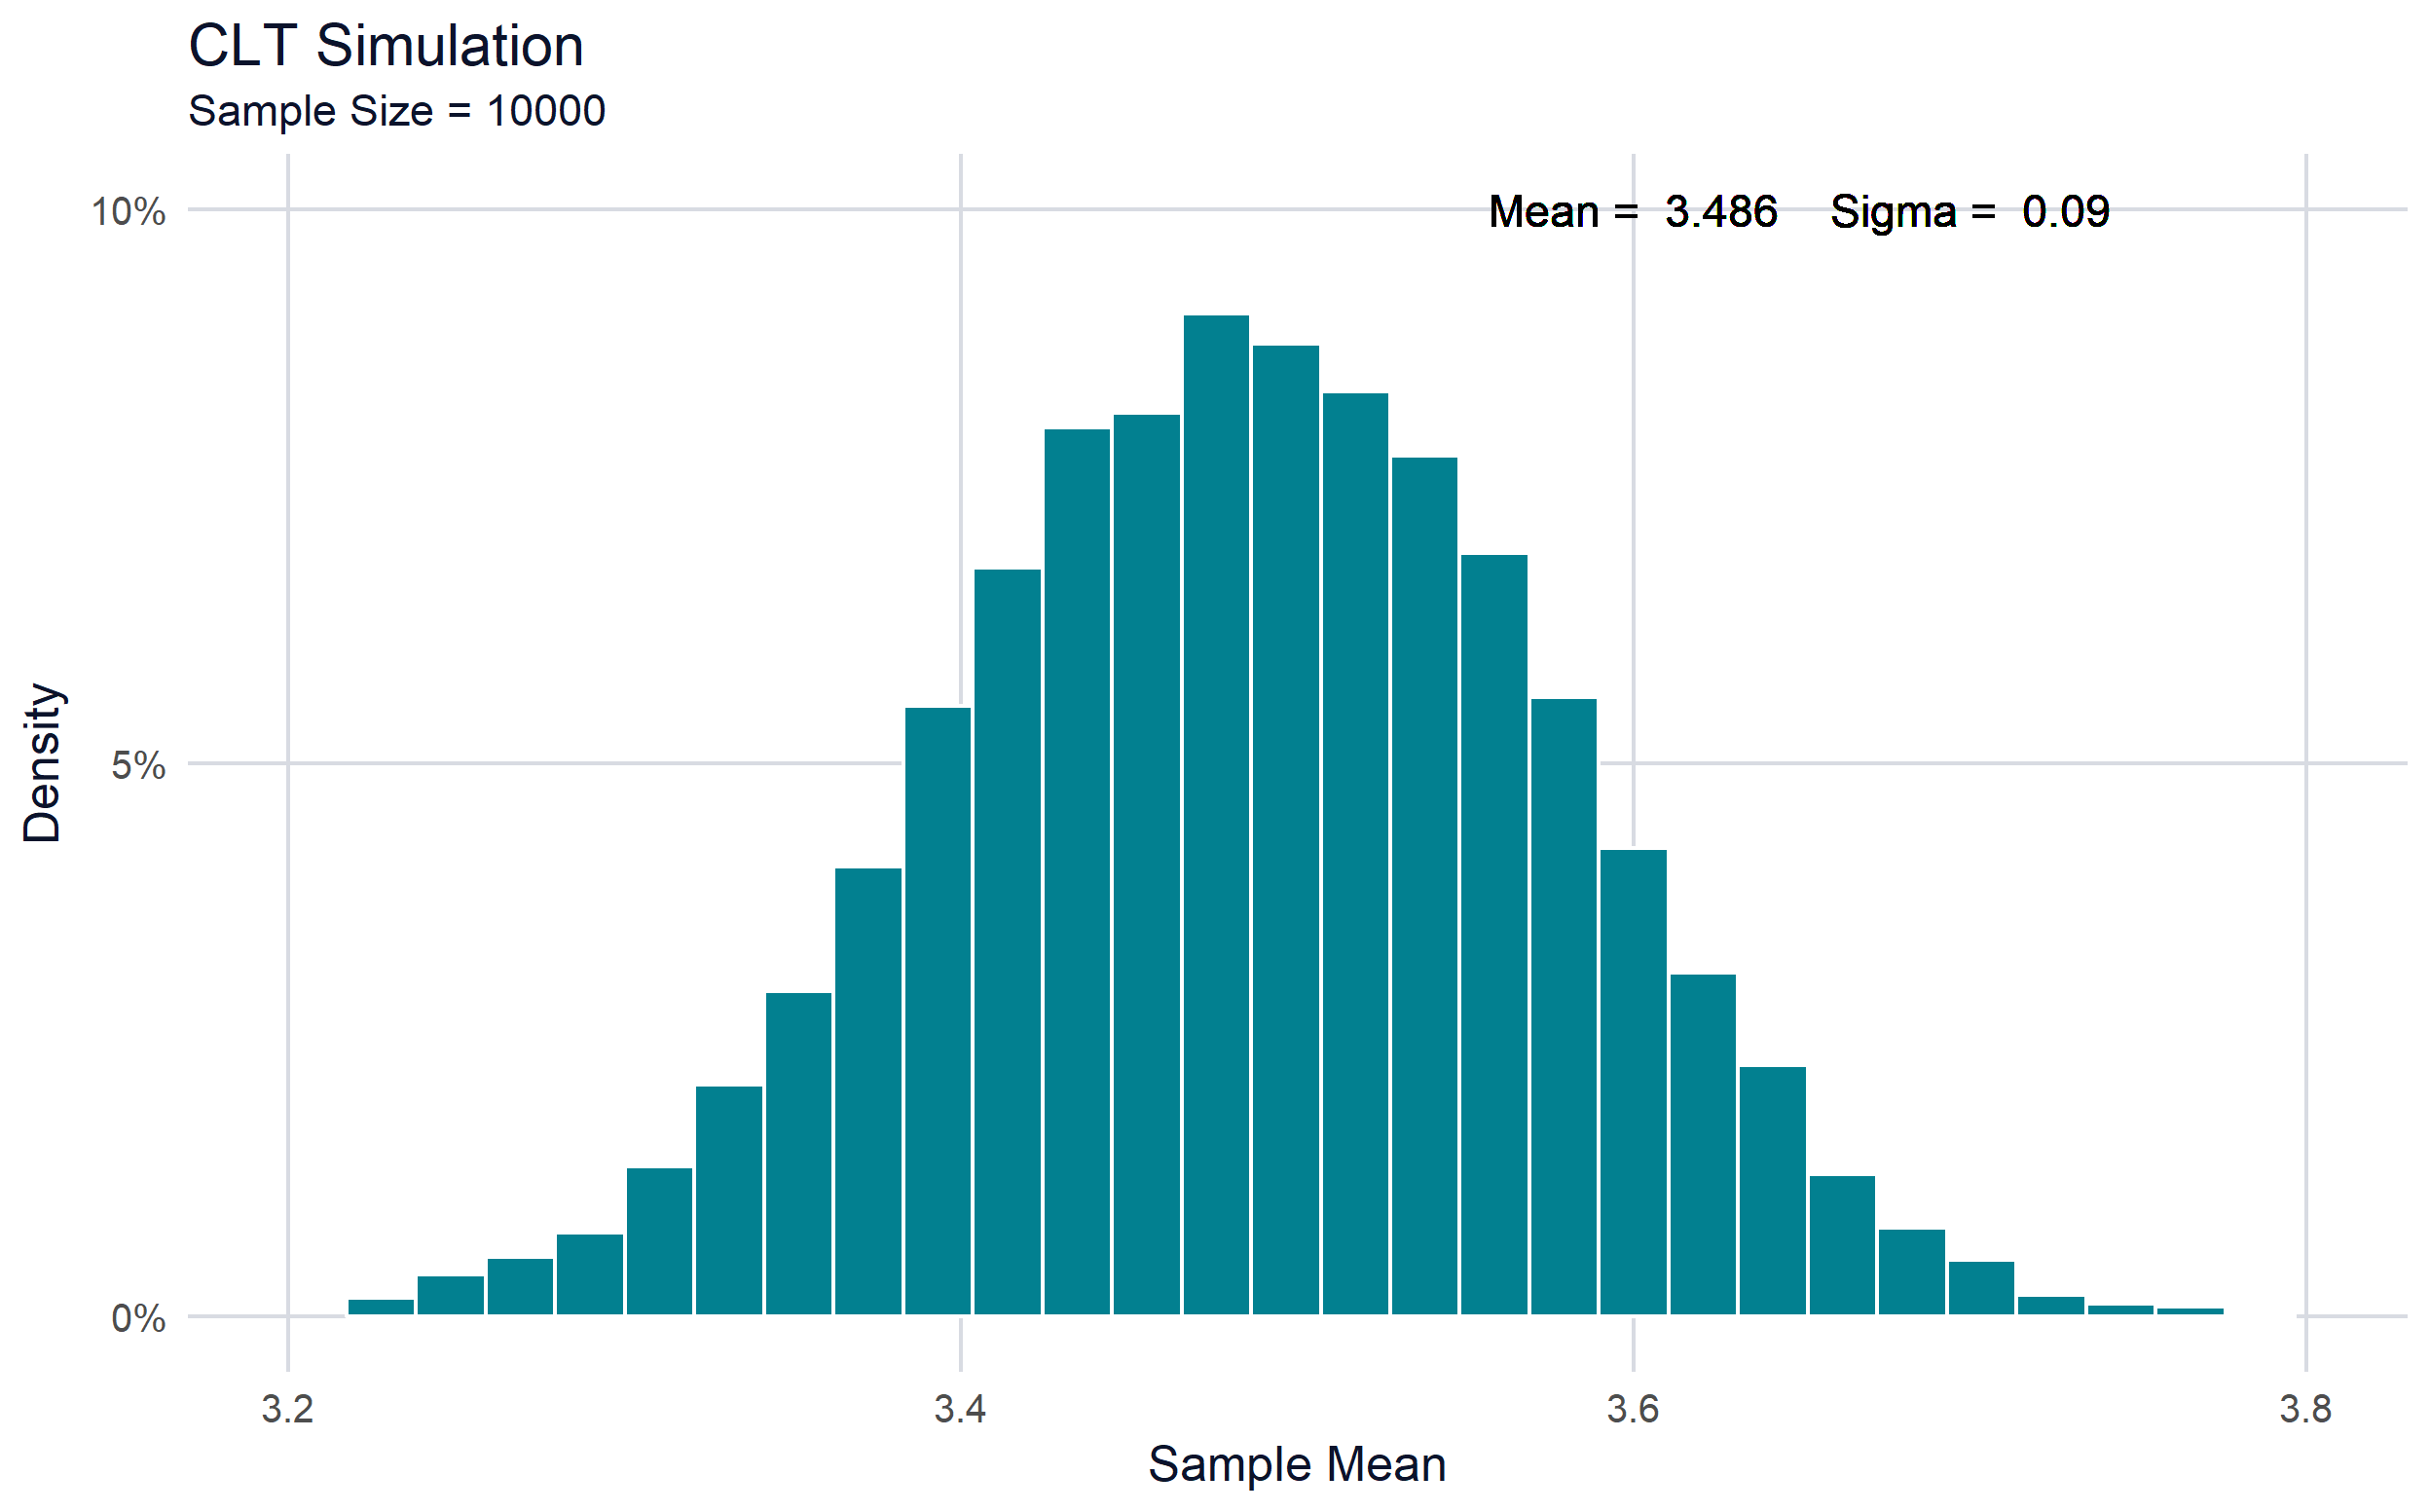 CLT Simulation
Sample Size = 10000
10%
Mean = 3.486 Sigma = 0.09
5%
0%
Density
3.2 3.4 3.6 3.8
Sample Mean